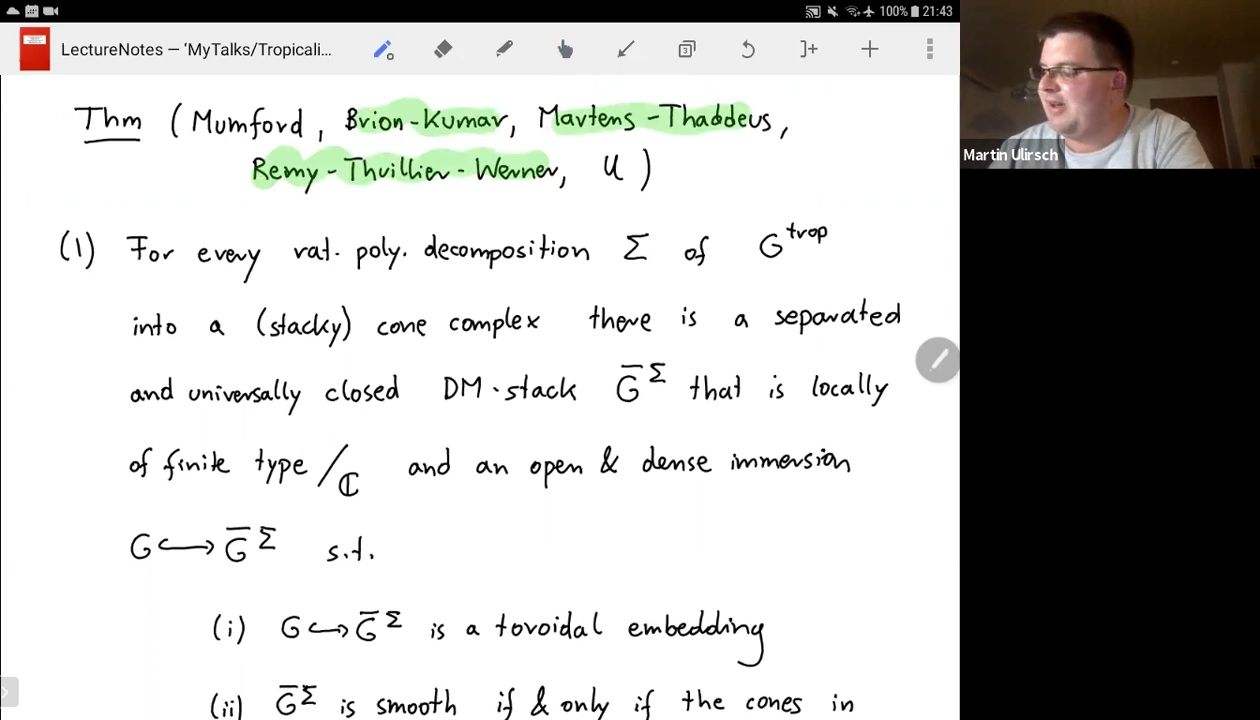 100% 21:43
LectureNotes – 'MyTalks/Tropicali...
3
Martin Ulirsch
Thm (Mumford, Brion-Kumar, Martens-Thaddeus,
Remy-Thuillier-Werner, U)
(1) For every rat. poly. decomposition Σ of G^trop
into a (stacky) cone complex there is a separated
and universally closed DM-stack G̅^Σ that is locally
of finite type /ℂ and an open & dense immersion
G ↪ G̅^Σ s.t.
(i) G ↪ G̅^Σ is a toroidal embedding
(ii) G̅^Σ is smooth if & only if the cones in